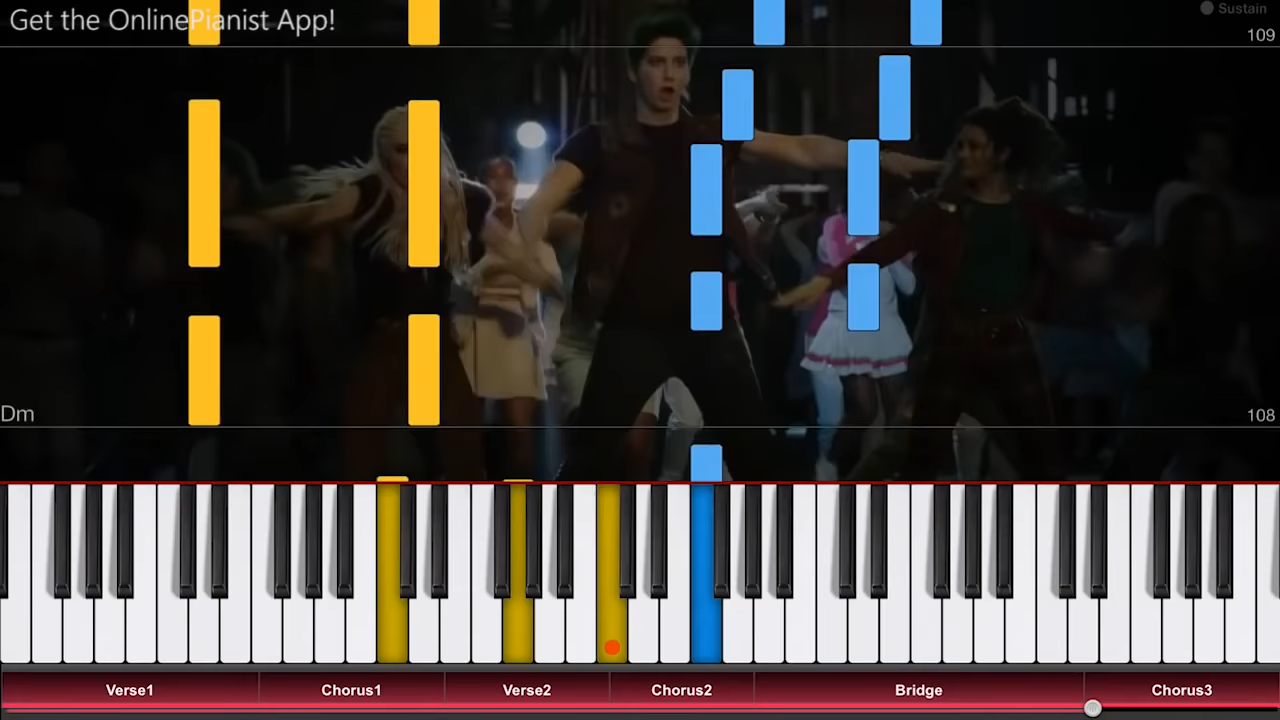 Get the OnlinePianist App!
Sustain
109
Dm
108
Verse1
Chorus1
Verse2
Chorus2
Bridge
Chorus3